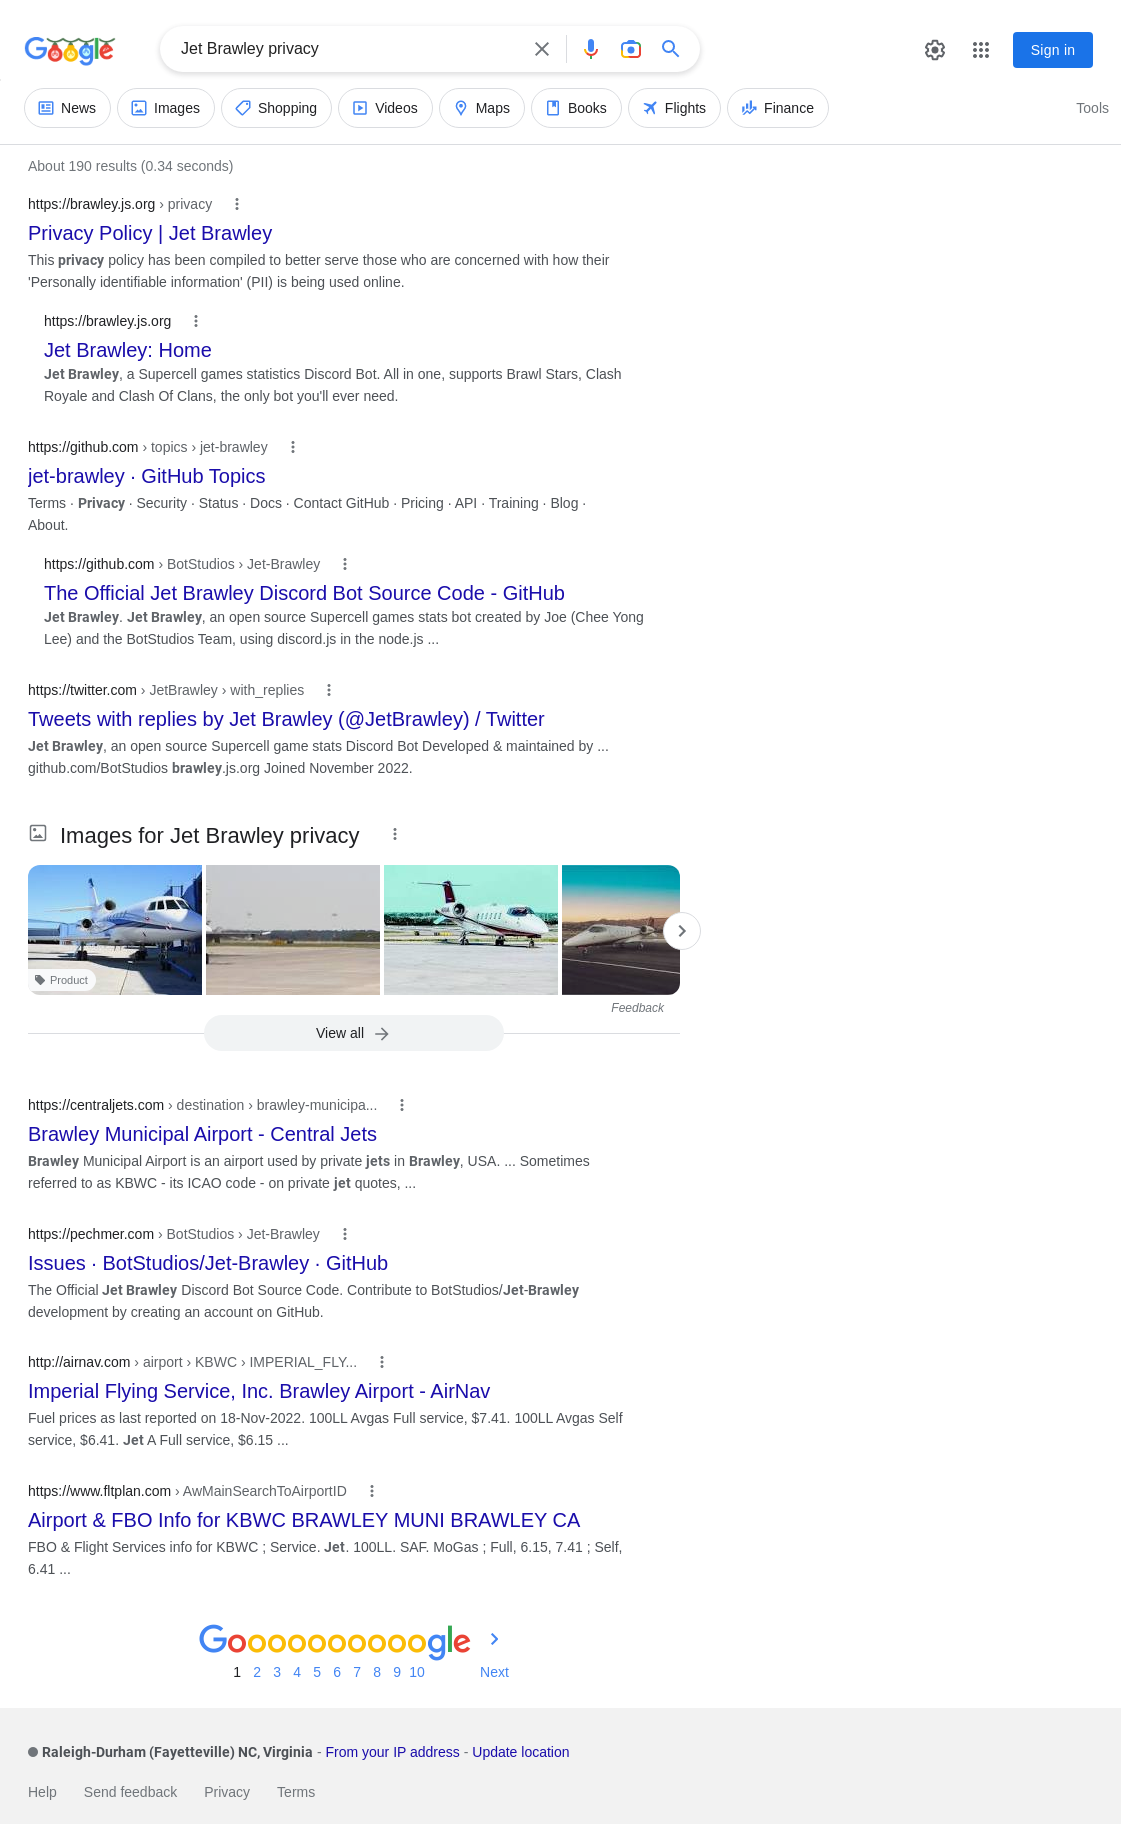 Google
Jet Brawley privacy
Sign in
News
Images
Shopping
Videos
Maps
Books
Flights
Finance
Tools
About 190 results (0.34 seconds)
https://brawley.js.org › privacy
Privacy Policy | Jet Brawley
This privacy policy has been compiled to better serve those who are concerned with how their
'Personally identifiable information' (PII) is being used online.
https://brawley.js.org
Jet Brawley: Home
Jet Brawley, a Supercell games statistics Discord Bot. All in one, supports Brawl Stars, Clash
Royale and Clash Of Clans, the only bot you'll ever need.
https://github.com › topics › jet-brawley
jet-brawley · GitHub Topics
Terms · Privacy · Security · Status · Docs · Contact GitHub · Pricing · API · Training · Blog ·
About.
https://github.com › BotStudios › Jet-Brawley
The Official Jet Brawley Discord Bot Source Code - GitHub
Jet Brawley. Jet Brawley, an open source Supercell games stats bot created by Joe (Chee Yong
Lee) and the BotStudios Team, using discord.js in the node.js ...
https://twitter.com › JetBrawley › with_replies
Tweets with replies by Jet Brawley (@JetBrawley) / Twitter
Jet Brawley, an open source Supercell game stats Discord Bot Developed & maintained by ...
github.com/BotStudios brawley.js.org Joined November 2022.
Images for Jet Brawley privacy
Product
Feedback
View all
https://centraljets.com › destination › brawley-municipa...
Brawley Municipal Airport - Central Jets
Brawley Municipal Airport is an airport used by private jets in Brawley, USA. ... Sometimes
referred to as KBWC - its ICAO code - on private jet quotes, ...
https://pechmer.com › BotStudios › Jet-Brawley
Issues · BotStudios/Jet-Brawley · GitHub
The Official Jet Brawley Discord Bot Source Code. Contribute to BotStudios/Jet-Brawley
development by creating an account on GitHub.
http://airnav.com › airport › KBWC › IMPERIAL_FLY...
Imperial Flying Service, Inc. Brawley Airport - AirNav
Fuel prices as last reported on 18-Nov-2022. 100LL Avgas Full service, $7.41. 100LL Avgas Self
service, $6.41. Jet A Full service, $6.15 ...
https://www.fltplan.com › AwMainSearchToAirportID
Airport & FBO Info for KBWC BRAWLEY MUNI BRAWLEY CA
FBO & Flight Services info for KBWC ; Service. Jet. 100LL. SAF. MoGas ; Full, 6.15, 7.41 ; Self,
6.41 ...
Goooooooooogle
1 2 3 4 5 6 7 8 9 10 Next
Raleigh-Durham (Fayetteville) NC, Virginia - From your IP address - Update location
Help Send feedback Privacy Terms